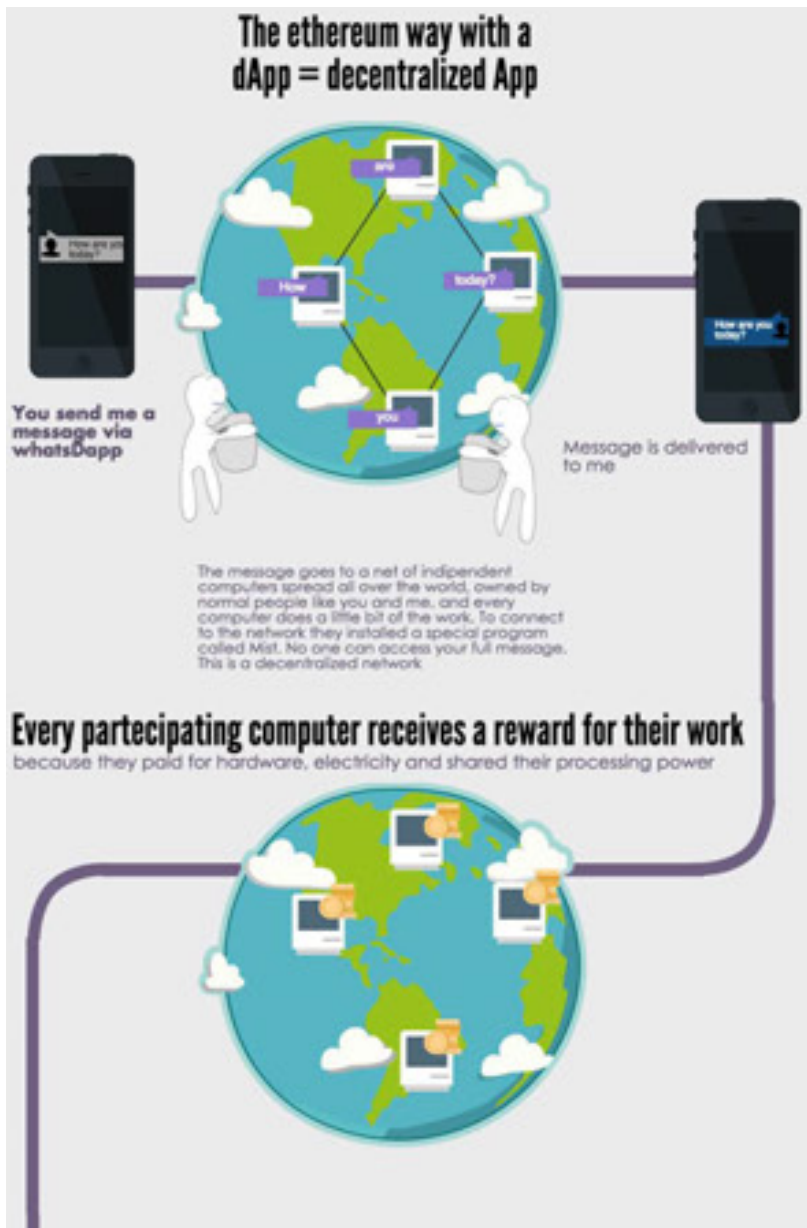 The ethereum way with a
dApp = decentralized App
are
How are you
today?
How
today?
How are you
today?
you
You send me a
message via
whatsDapp
Message is delivered
to me
The message goes to a net of indipendent
computers spread all over the world, owned by
normal people like you and me, and every
computer does a little bit of the work. To connect
to the network they installed a special program
called Mist. No one can access your full message.
This is a decentralized network
Every partecipating computer receives a reward for their work
because they paid for hardware, electricity and shared their processing power